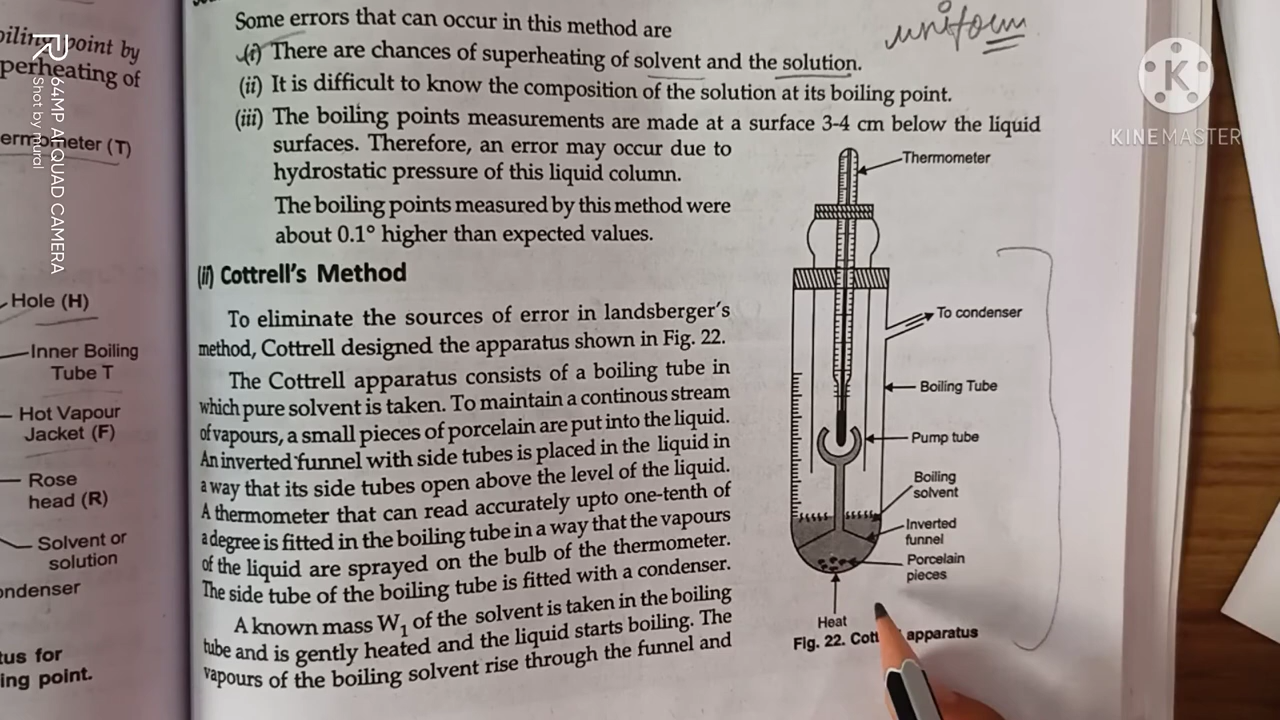 Some errors that can occur in this method are
(i) There are chances of superheating of solvent and the solution.
(ii) It is difficult to know the composition of the solution at its boiling point.
(iii) The boiling points measurements are made at a surface 3-4 cm below the liquid
surfaces. Therefore, an error may occur due to
hydrostatic pressure of this liquid column.
The boiling points measured by this method were
about 0.1° higher than expected values.
(ii) Cottrell's Method
To eliminate the sources of error in landsberger's
method, Cottrell designed the apparatus shown in Fig. 22.
The Cottrell apparatus consists of a boiling tube in
which pure solvent is taken. To maintain a continous stream
of vapours, a small pieces of porcelain are put into the liquid.
An inverted funnel with side tubes is placed in the liquid in
a way that its side tubes open above the level of the liquid.
A thermometer that can read accurately upto one-tenth of
a degree is fitted in the boiling tube in a way that the vapours
of the liquid are sprayed on the bulb of the thermometer.
The side tube of the boiling tube is fitted with a condenser.
A known mass W1 of the solvent is taken in the boiling
tube and is gently heated and the liquid starts boiling. The
vapours of the boiling solvent rise through the funnel and
uniform
Thermometer
To condenser
Boiling Tube
Pump tube
Boiling
solvent
Inverted
funnel
Porcelain
pieces
Heat
Fig. 22. Cott apparatus
point by
perheating of
ermometer (T)
Hole (H)
Inner Boiling
Tube T
Hot Vapour
Jacket (F)
Rose
head (R)
Solvent or
solution
ondenser
tus for
ing point.
64MP AI QUAD CAMERA
Shot by mural
K
KINEMASTER